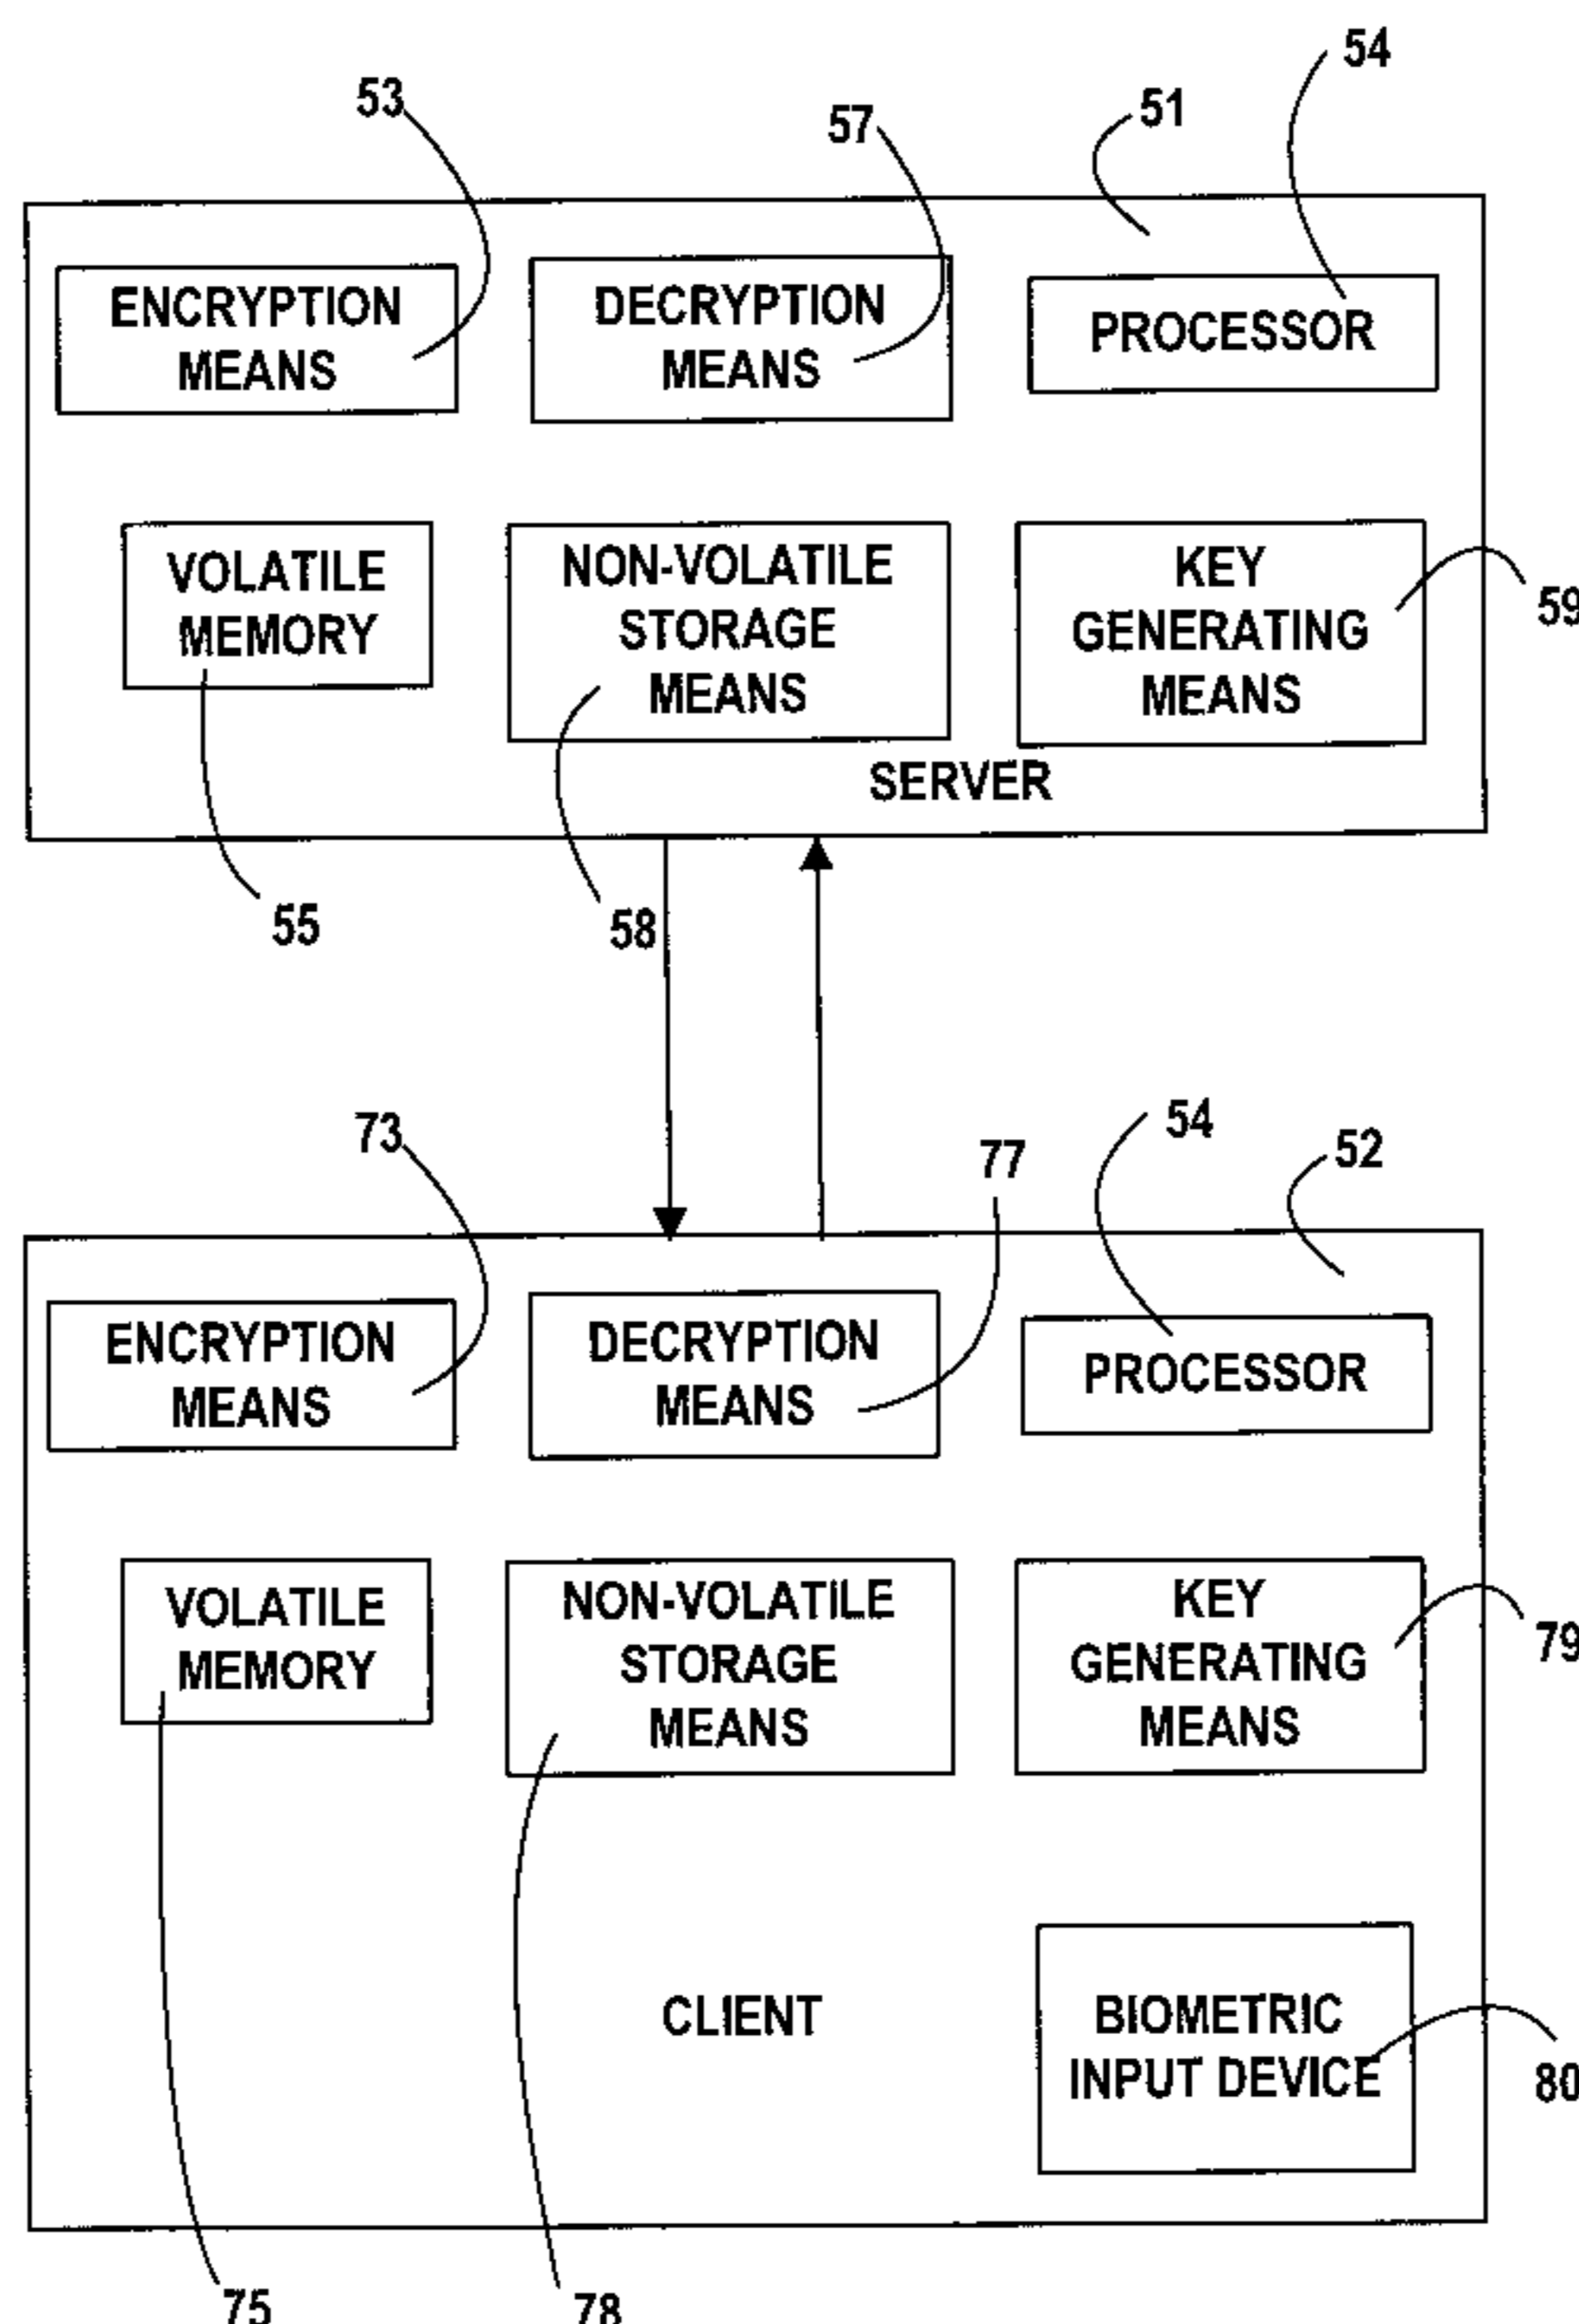 54
53
57
51
ENCRYPTION
MEANS
DECRYPTION
MEANS
PROCESSOR
VOLATILE
MEMORY
NON-VOLATILE
STORAGE
MEANS
KEY
GENERATING
MEANS
59
SERVER
55
58
73
54
77
52
ENCRYPTION
MEANS
DECRYPTION
MEANS
PROCESSOR
VOLATILE
MEMORY
NON-VOLATILE
STORAGE
MEANS
KEY
GENERATING
MEANS
79
CLIENT
BIOMETRIC
INPUT DEVICE
80
75
78